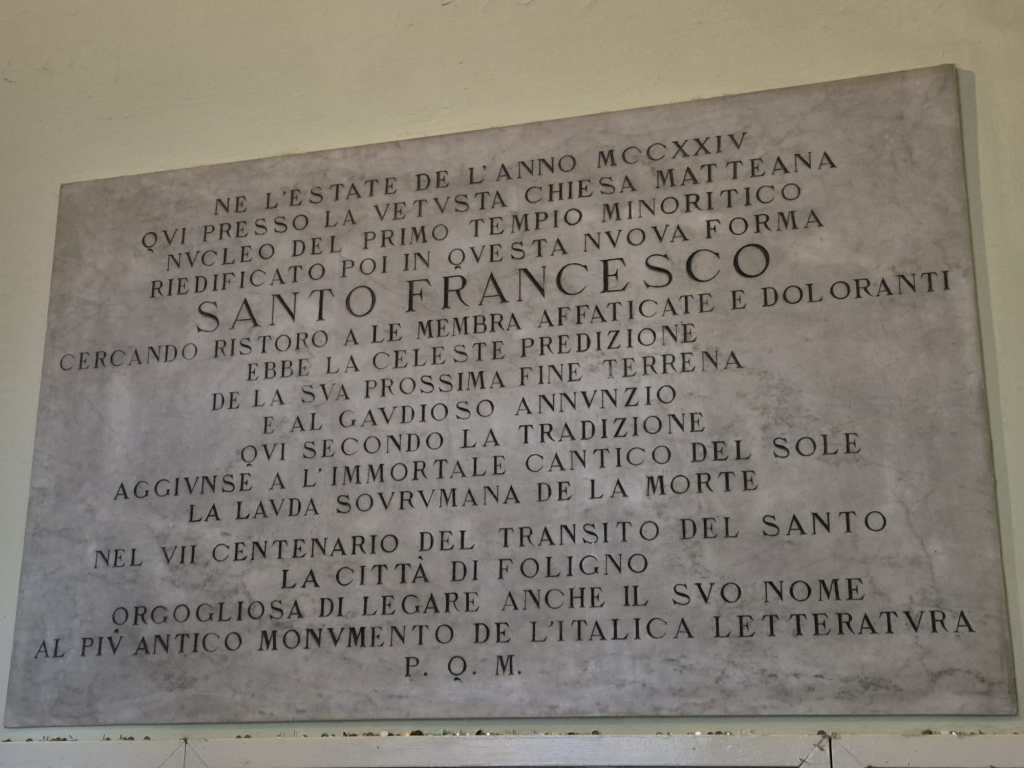 NE L'ESTATE DE L'ANNO MCCXXIV
QVI PRESSO LA VETVSTA CHIESA MATTEANA
NVCLEO DEL PRIMO TEMPIO MINORITICO
RIEDIFICATO POI IN QVESTA NVOVA FORMA
SANTO FRANCESCO
CERCANDO RISTORO A LE MEMBRA AFFATICATE E DOLORANTI
EBBE LA CELESTE PREDIZIONE
DE LA SVA PROSSIMA FINE TERRENA
E AL GAVDIOSO ANNVNZIO
QVI SECONDO LA TRADIZIONE
AGGIVNSE A L'IMMORTALE CANTICO DEL SOLE
LA LAVDA SOVRVMANA DE LA MORTE
NEL VII CENTENARIO DEL TRANSITO DEL SANTO
LA CITTÀ DI FOLIGNO
ORGOGLIOSA DI LEGARE ANCHE IL SVO NOME
AL PIV̀ ANTICO MONVMENTO DE L'ITALICA LETTERATVRA
P. Q. M.